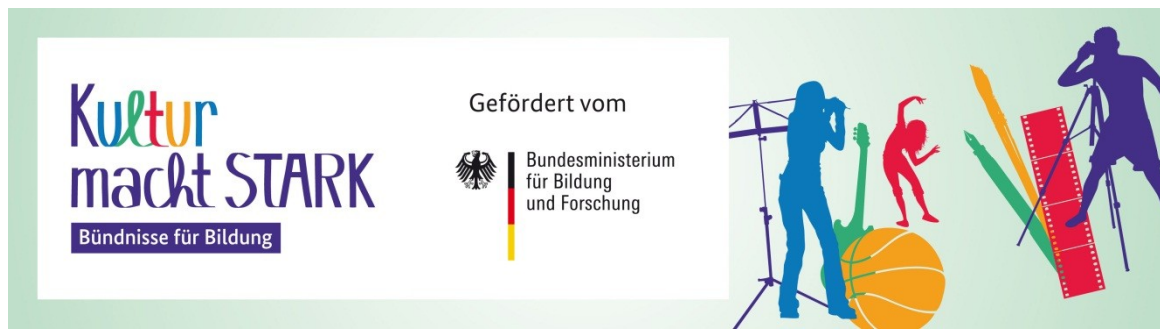 Kultur
macht STARK
Bündnisse für Bildung
Gefördert vom
Bundesministerium
für Bildung
und Forschung